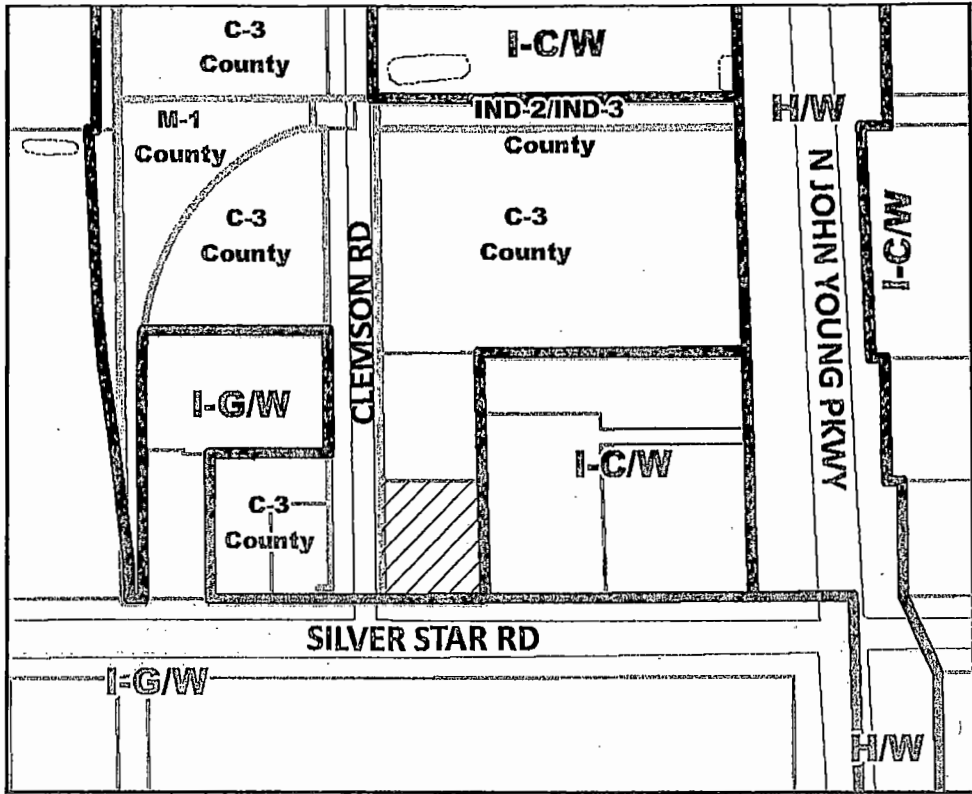 C-3
County
I-C/W
M-1
County
IND-2/IND-3
County
H/W
C-3
County
C-3
County
I-C/W
CLEMSON RD
N JOHN YOUNG PKWY
I-G/W
I-C/W
C-3
County
SILVER STAR RD
I-G/W
H/W